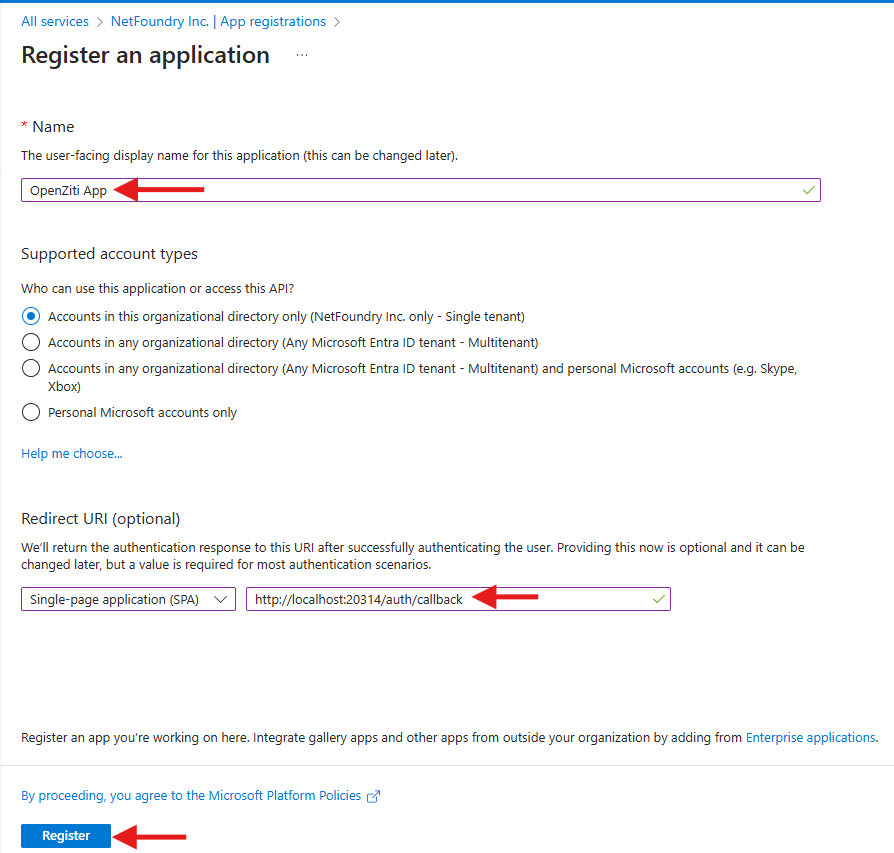 All services > NetFoundry Inc. | App registrations >
Register an application ...
* Name
The user-facing display name for this application (this can be changed later).
OpenZiti App
Supported account types
Who can use this application or access this API?
Accounts in this organizational directory only (NetFoundry Inc. only - Single tenant)
Accounts in any organizational directory (Any Microsoft Entra ID tenant - Multitenant)
Accounts in any organizational directory (Any Microsoft Entra ID tenant - Multitenant) and personal Microsoft accounts (e.g. Skype,
Xbox)
Personal Microsoft accounts only
Help me choose...
Redirect URI (optional)
We'll return the authentication response to this URI after successfully authenticating the user. Providing this now is optional and it can be
changed later, but a value is required for most authentication scenarios.
Single-page application (SPA) http://localhost:20314/auth/callback
Register an app you're working on here. Integrate gallery apps and other apps from outside your organization by adding from Enterprise applications.
By proceeding, you agree to the Microsoft Platform Policies
Register